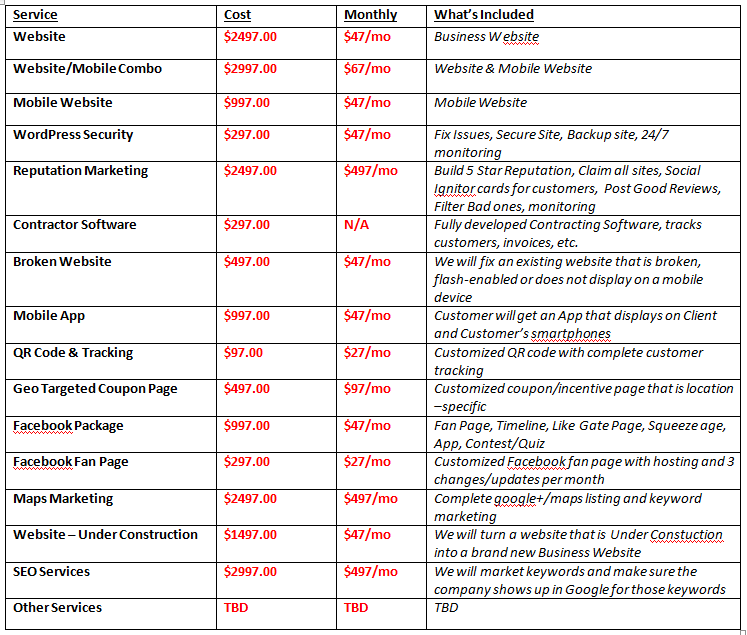 Service Cost Monthly What's Included
Website $2497.00 $47/mo Business Website
Website/Mobile Combo $2997.00 $67/mo Website & Mobile Website
Mobile Website $997.00 $47/mo Mobile Website
WordPress Security $297.00 $47/mo Fix Issues, Secure Site, Backup site, 24/7
monitoring
Reputation Marketing $2497.00 $497/mo Build 5 Star Reputation, Claim all sites, Social
Ignitor cards for customers, Post Good Reviews,
Filter Bad ones, monitoring
Contractor Software $297.00 N/A Fully developed Contracting Software, tracks
customers, invoices, etc.
Broken Website $497.00 $47/mo We will fix an existing website that is broken,
flash-enabled or does not display on a mobile
device
Mobile App $997.00 $47/mo Customer will get an App that displays on Client
and Customer's smartphones
QR Code & Tracking $97.00 $27/mo Customized QR code with complete customer
tracking
Geo Targeted Coupon Page $497.00 $97/mo Customized coupon/incentive page that is location
–specific
Facebook Package $997.00 $47/mo Fan Page, Timeline, Like Gate Page, Squeeze age,
App, Contest/Quiz
Facebook Fan Page $297.00 $27/mo Customized Facebook fan page with hosting and 3
changes/updates per month
Maps Marketing $2497.00 $497/mo Complete google+/maps listing and keyword
marketing
Website – Under Construction $1497.00 $47/mo We will turn a website that is Under Constuction
into a brand new Business Website
SEO Services $2997.00 $497/mo We will market keywords and make sure the
company shows up in Google for those keywords
Other Services TBD TBD TBD